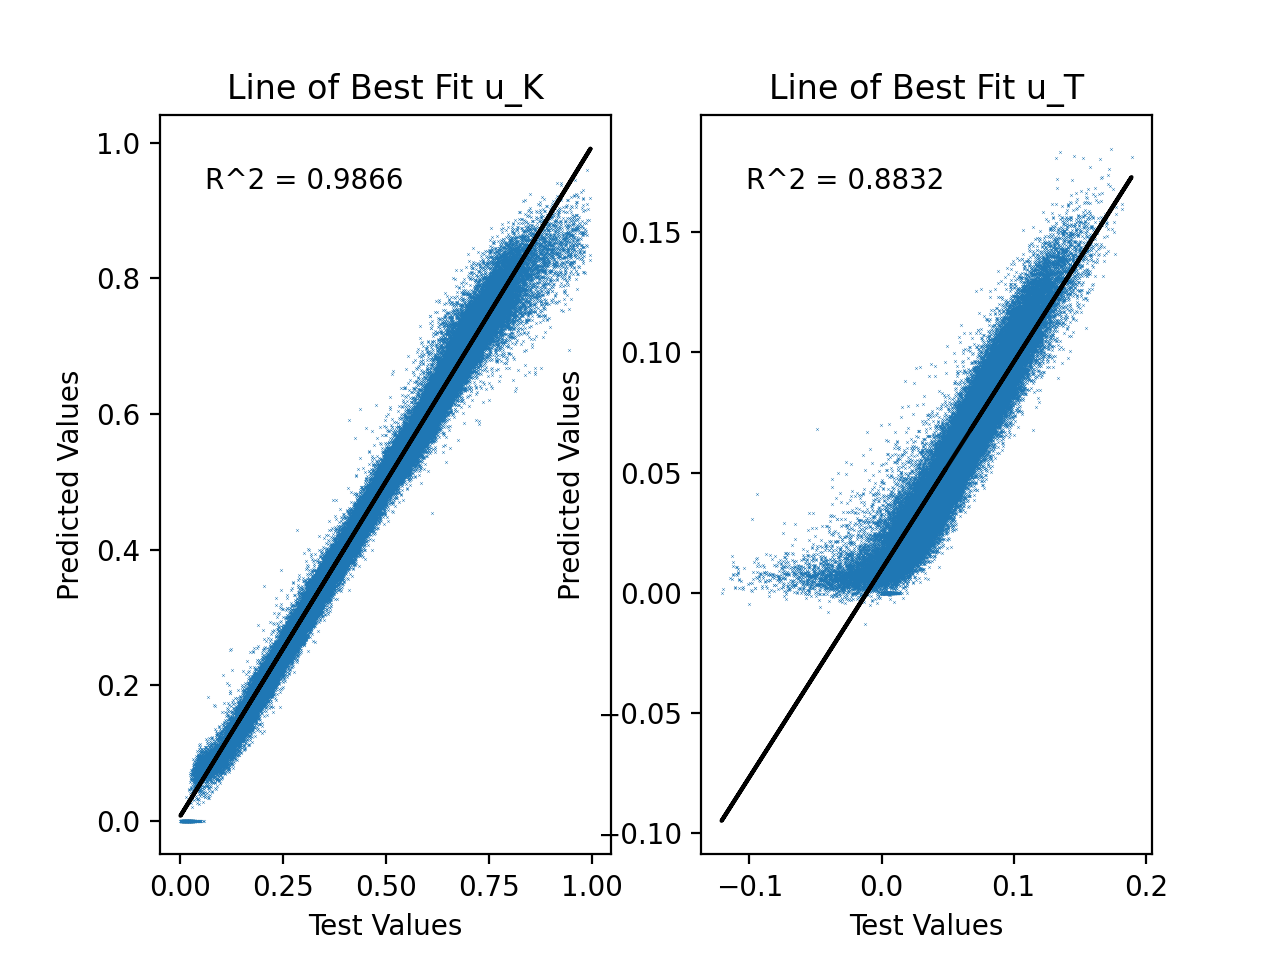 Line of Best Fit u_K
R^2 = 0.9866
Predicted Values
1.0
0.8
0.6
0.4
0.2
0.0
0.00 0.25 0.50 0.75 1.00
Test Values
Line of Best Fit u_T
R^2 = 0.8832
Predicted Values
0.15
0.10
0.05
0.00
−0.05
−0.10
−0.1 0.0 0.1 0.2
Test Values